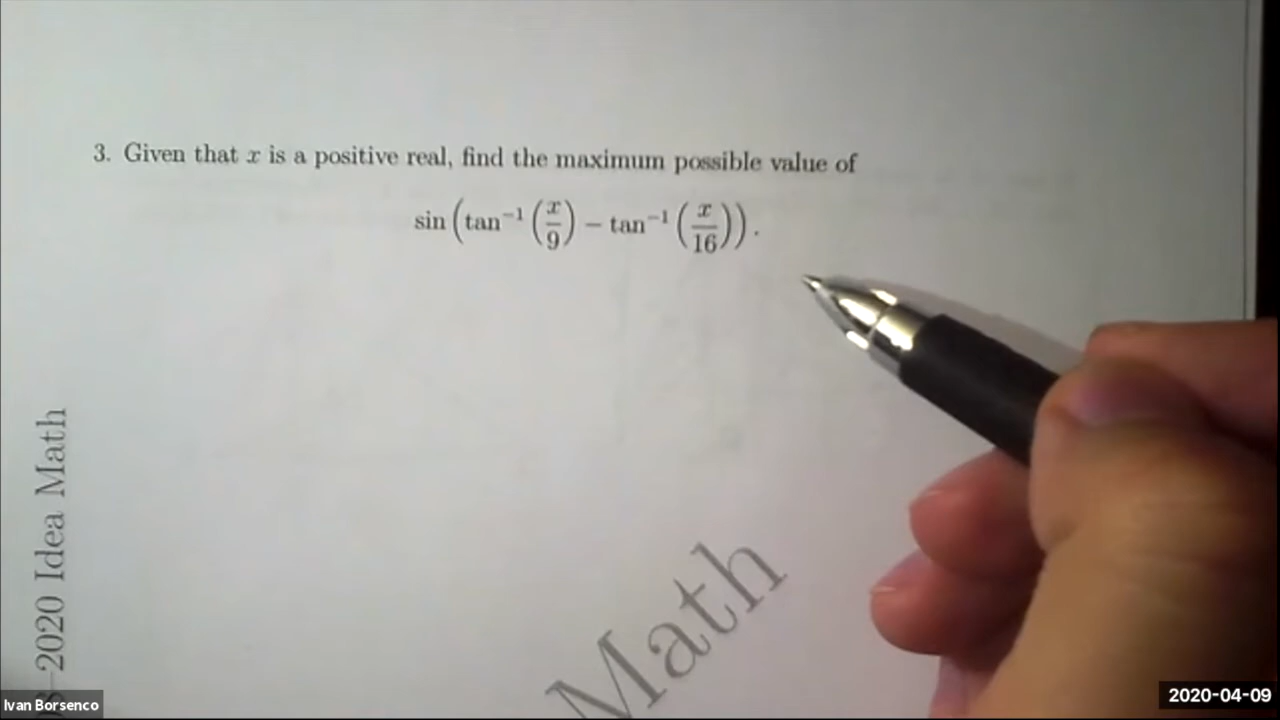 3. Given that x is a positive real, find the maximum possible value of
sin (tan⁻¹ (x/9) − tan⁻¹ (x/16)).
2020 Idea Math
Math
Ivan Borsenco
2020-04-09